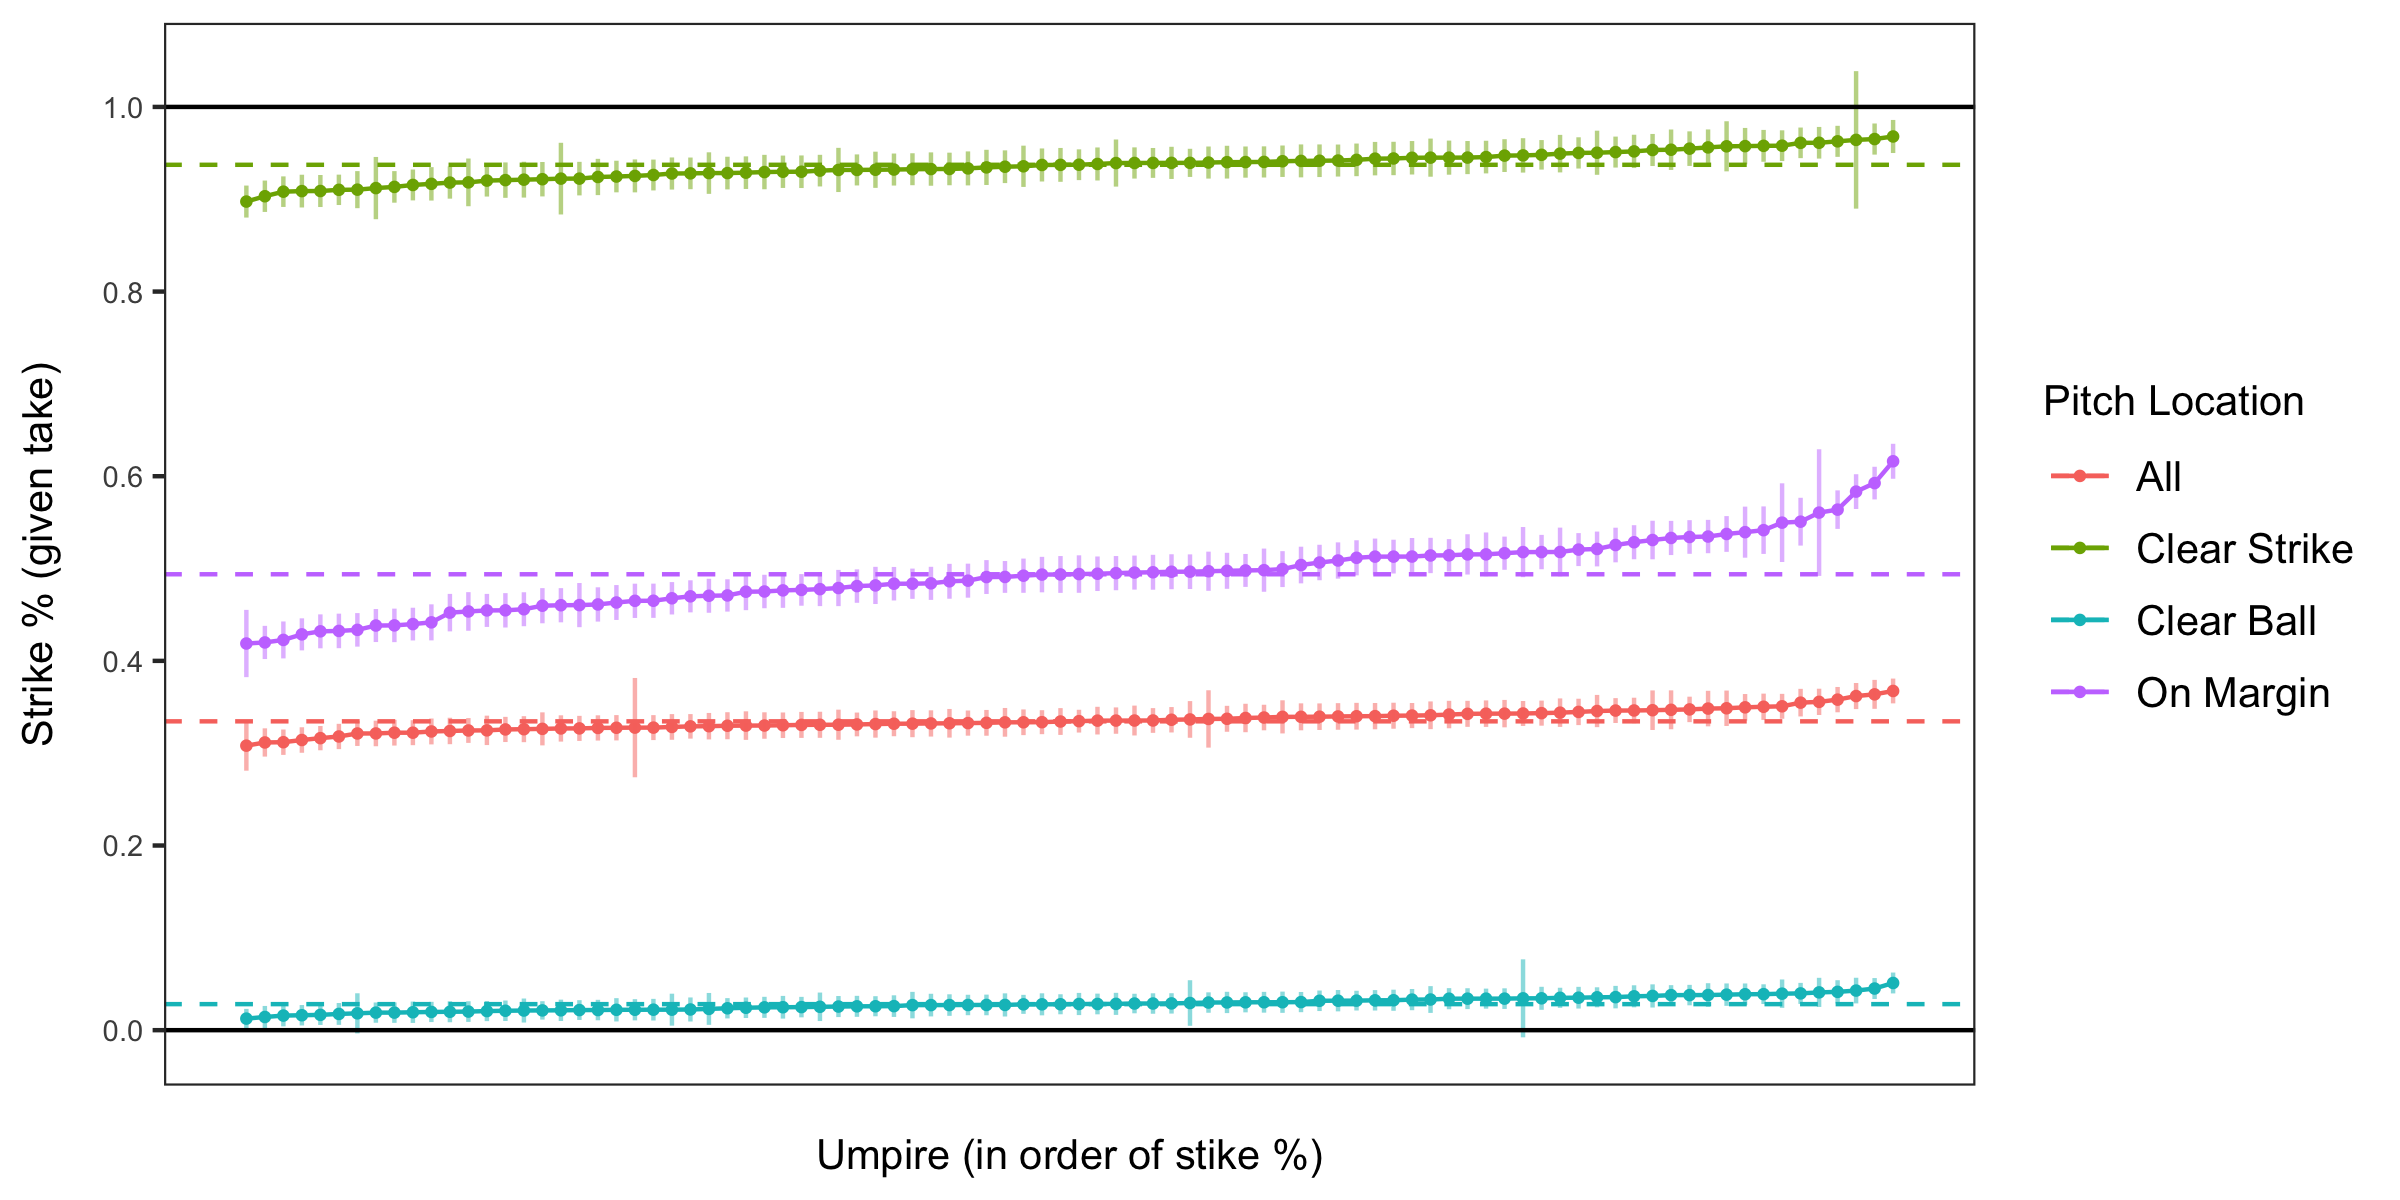 Strike % (given take)
1.0
0.8
0.6
0.4
0.2
0.0
Umpire (in order of stike %)
Pitch Location
All
Clear Strike
Clear Ball
On Margin